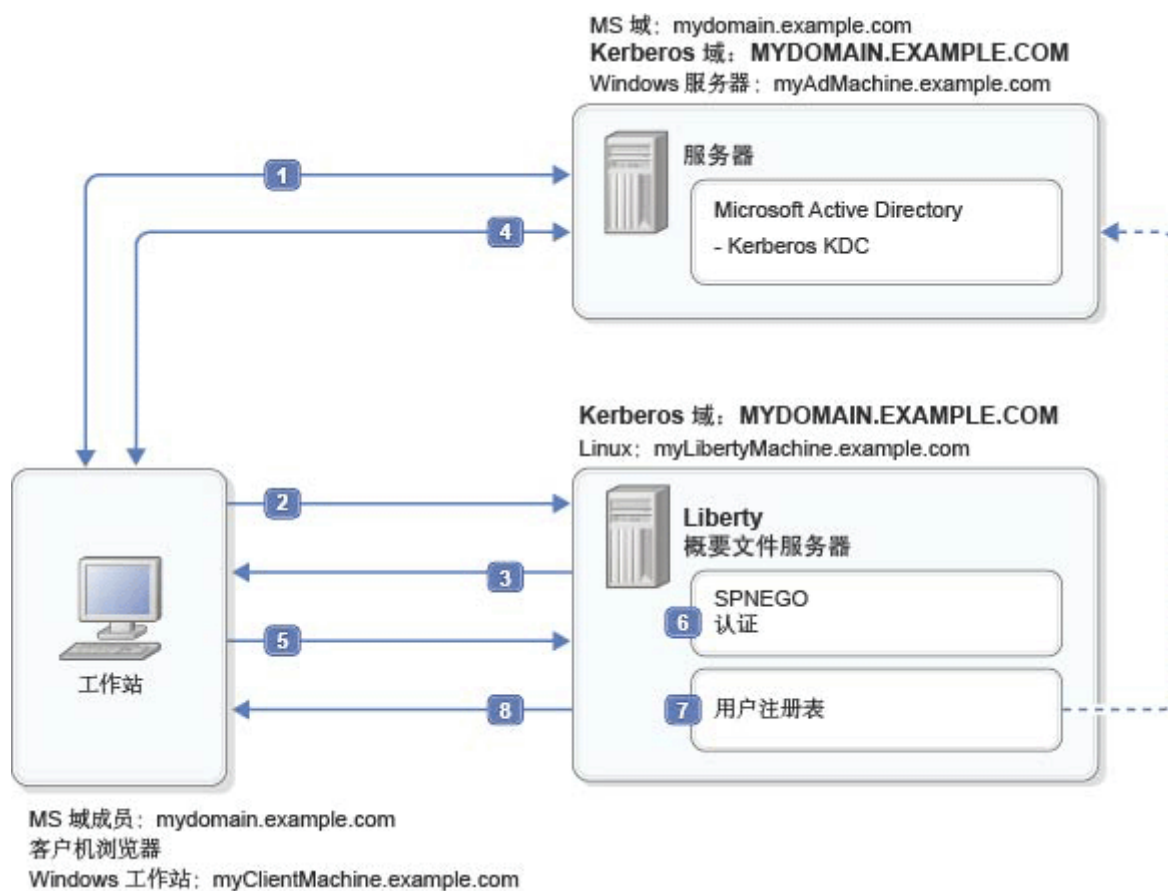 MS 域：mydomain.example.com
Kerberos 域：MYDOMAIN.EXAMPLE.COM
Windows 服务器：myAdMachine.example.com
服务器
Microsoft Active Directory
- Kerberos KDC
1
4
Kerberos 域：MYDOMAIN.EXAMPLE.COM
Linux：myLibertyMachine.example.com
Liberty
概要文件服务器
2
3
SPNEGO
认证
6
5
工作站
用户注册表
7
8
MS 域成员：mydomain.example.com
客户机浏览器
Windows 工作站：myClientMachine.example.com